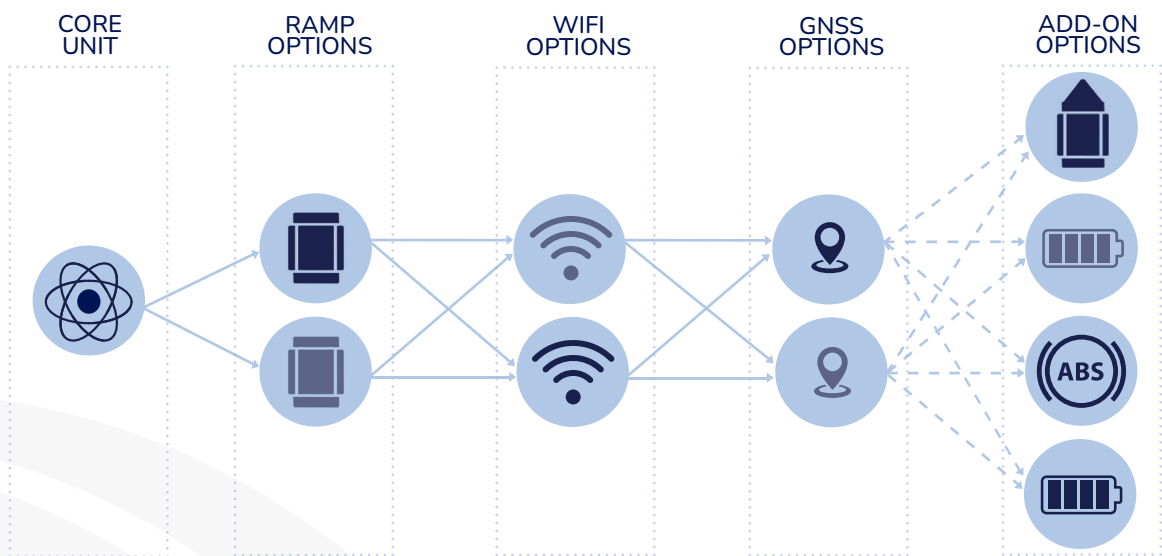 CORE
UNIT
RAMP
OPTIONS
WIFI
OPTIONS
GNSS
OPTIONS
ADD-ON
OPTIONS
ABS